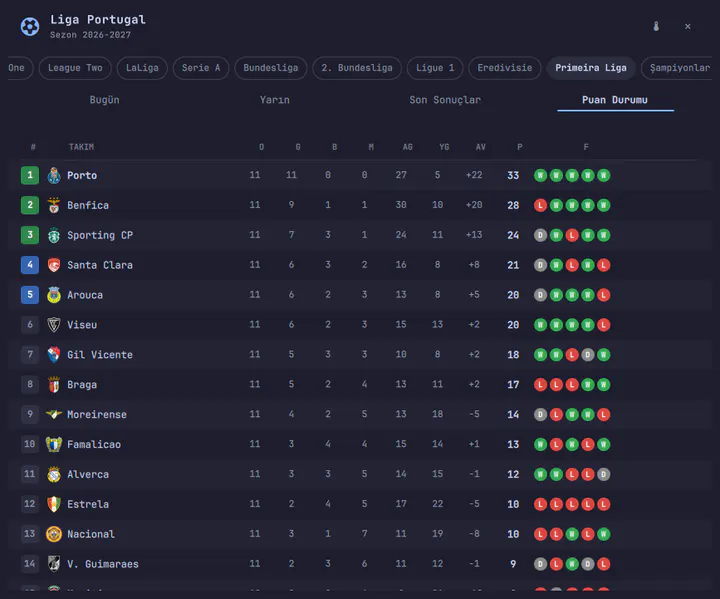 Liga Portugal
Sezon 2026-2027
×
One League Two LaLiga Serie A Bundesliga 2. Bundesliga Ligue 1 Eredivisie Primeira Liga Şampiyonlar
Bugün Yarın Son Sonuçlar Puan Durumu
# TAKIM O G B M AG YG AV P F
1 Porto 11 11 0 0 27 5 +22 33 W W W W W
2 Benfica 11 9 1 1 30 10 +20 28 L W W W W
3 Sporting CP 11 7 3 1 24 11 +13 24 D W L W W
4 Santa Clara 11 6 3 2 16 8 +8 21 D W L W L
5 Arouca 11 6 2 3 13 8 +5 20 D W W W L
6 Viseu 11 6 2 3 15 13 +2 20 W W W W L
7 Gil Vicente 11 5 3 3 10 8 +2 18 W W L D W
8 Braga 11 5 2 4 13 11 +2 17 L L L W W
9 Moreirense 11 4 2 5 13 18 -5 14 D L W W L
10 Famalicao 11 3 4 4 15 14 +1 13 W L W L W
11 Alverca 11 3 3 5 14 15 -1 12 W W L L D
12 Estrela 11 2 4 5 17 22 -5 10 L L L L L
13 Nacional 11 3 1 7 11 19 -8 10 L L W L W
14 V. Guimaraes 11 2 3 6 11 12 -1 9 D L W D L